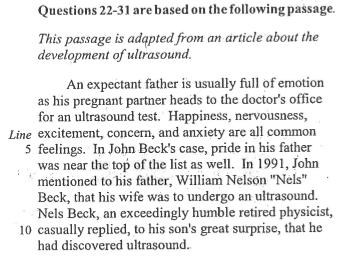 Questions 22-31 are based on the following passage.
This passage is adapted from an article about the
development of ultrasound.
An expectant father is usually full of emotion
as his pregnant partner heads to the doctor's office
for an ultrasound test. Happiness, nervousness,
Line excitement, concern, and anxiety are all common
5 feelings. In John Beck's case, pride in his father
was near the top of the list as well. In 1991, John
mentioned to his father, William Nelson "Nels"
Beck, that his wife was to undergo an ultrasound.
Nels Beck, an exceedingly humble retired physicist,
10 casually replied, to his son's great surprise, that he
had discovered ultrasound.